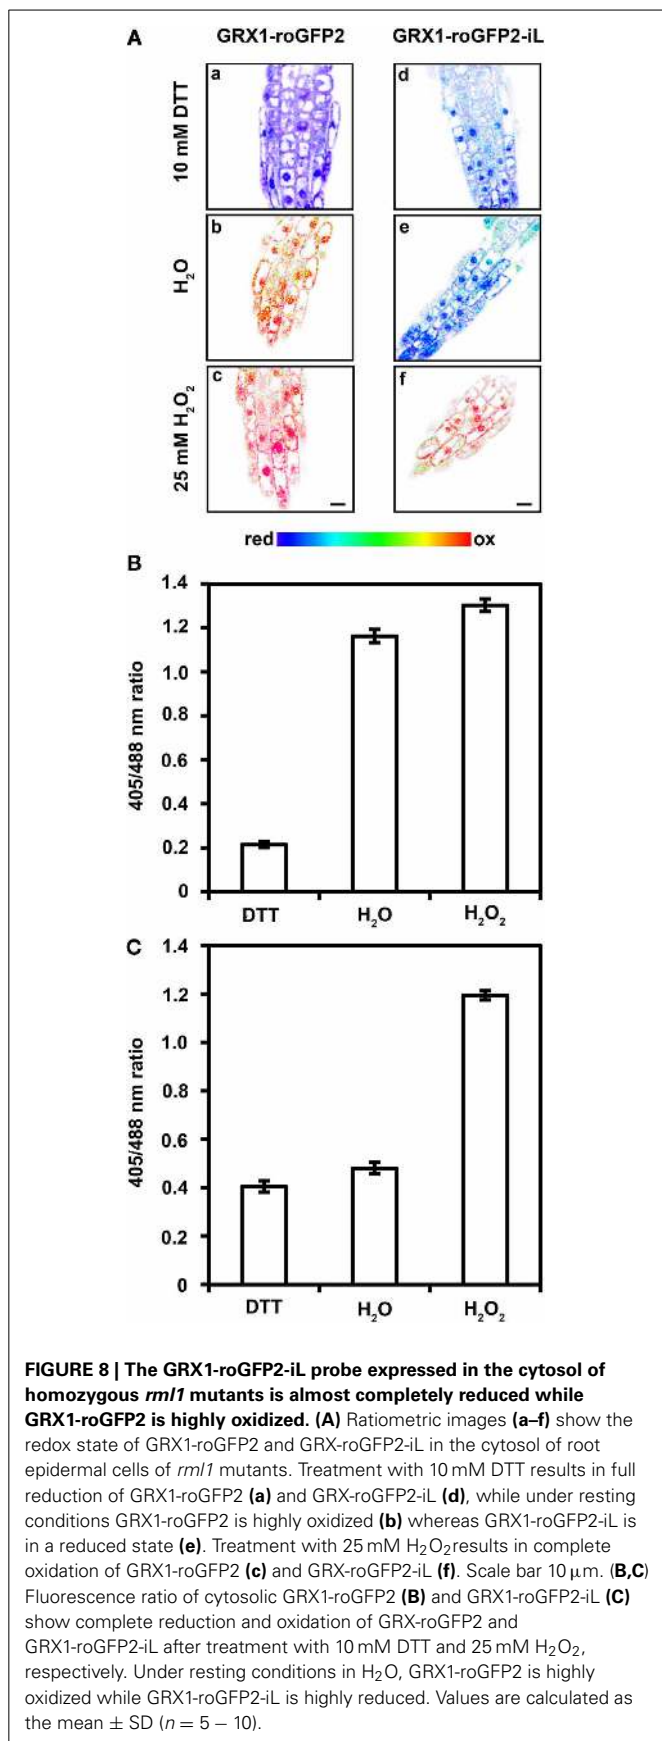 A GRX1-roGFP2 GRX1-roGFP2-iL
10 mM DTT
a
d
H₂O
b
e
25 mM H₂O₂
c
f
red ox
B
405/488 nm ratio
1.4
1.2
1.0
0.8
0.6
0.4
0.2
0
DTT H₂O H₂O₂
C
405/488 nm ratio
1.4
1.2
1.0
0.8
0.6
0.4
0.2
0
DTT H₂O H₂O₂
FIGURE 8 | The GRX1-roGFP2-iL probe expressed in the cytosol of
homozygous rml1 mutants is almost completely reduced while
GRX1-roGFP2 is highly oxidized. (A) Ratiometric images (a–f) show the
redox state of GRX1-roGFP2 and GRX-roGFP2-iL in the cytosol of root
epidermal cells of rml1 mutants. Treatment with 10 mM DTT results in full
reduction of GRX1-roGFP2 (a) and GRX-roGFP2-iL (d), while under resting
conditions GRX1-roGFP2 is highly oxidized (b) whereas GRX1-roGFP2-iL is
in a reduced state (e). Treatment with 25 mM H₂O₂results in complete
oxidation of GRX1-roGFP2 (c) and GRX-roGFP2-iL (f). Scale bar 10 μm. (B,C)
Fluorescence ratio of cytosolic GRX1-roGFP2 (B) and GRX1-roGFP2-iL (C)
show complete reduction and oxidation of GRX-roGFP2 and
GRX1-roGFP2-iL after treatment with 10 mM DTT and 25 mM H₂O₂,
respectively. Under resting conditions in H₂O, GRX1-roGFP2 is highly
oxidized while GRX1-roGFP2-iL is highly reduced. Values are calculated as
the mean ± SD (n = 5 − 10).